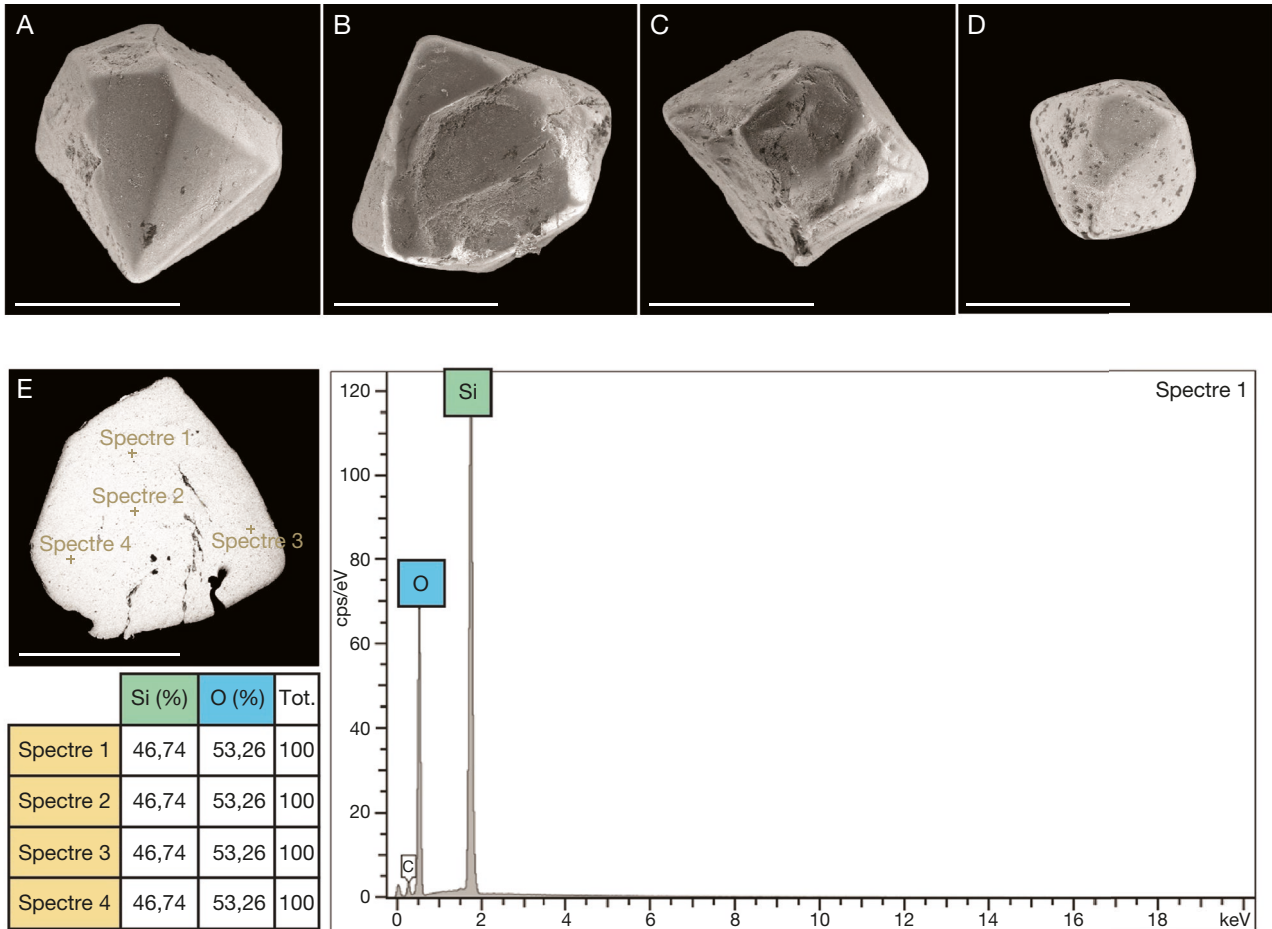 A
B
C
D
E
Spectre 1
Spectre 2
Spectre 4
Spectre 3
Si (%) O (%) Tot.
Spectre 1 46,74 53,26 100
Spectre 2 46,74 53,26 100
Spectre 3 46,74 53,26 100
Spectre 4 46,74 53,26 100
Spectre 1
Si
O
C
cps/eV
120
100
80
60
40
20
0
0 2 4 6 8 10 12 14 16 18 keV